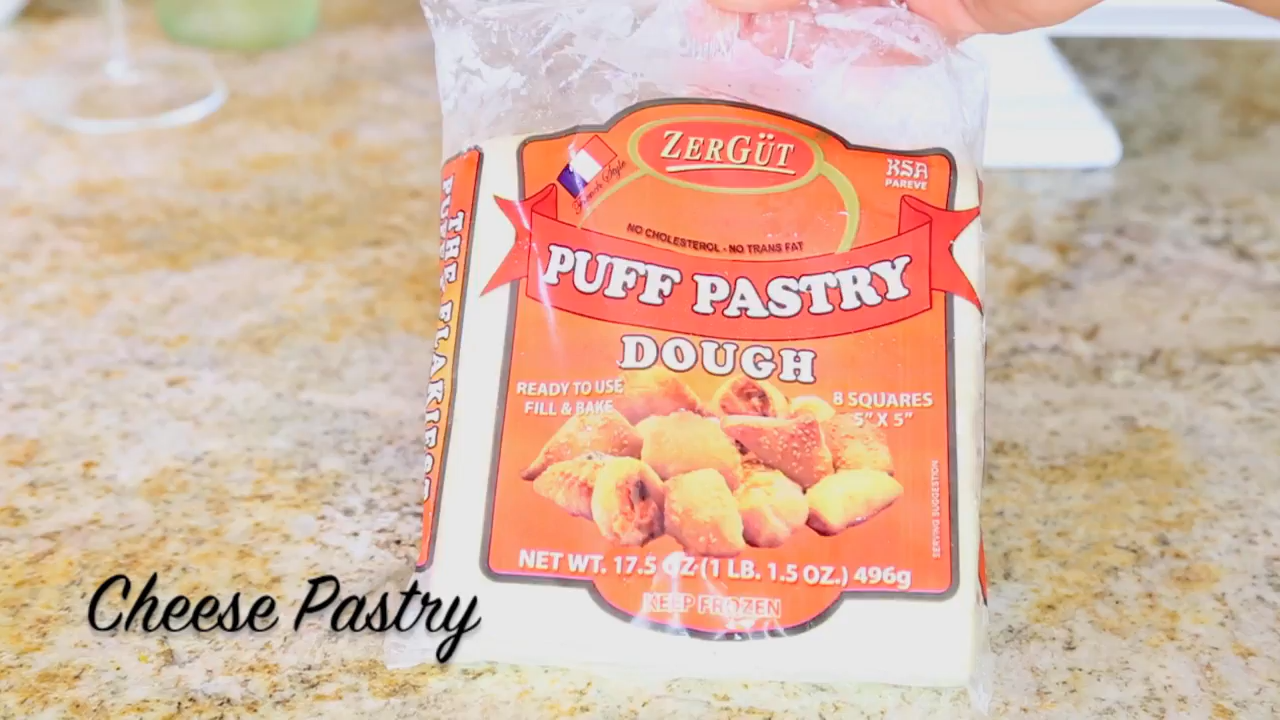 ZERGÜT
French Style
KSA
PAREVE
NO CHOLESTEROL - NO TRANS FAT
PUFF PASTRY
DOUGH
READY TO USE
FILL & BAKE
8 SQUARES
5" X 5"
SERVING SUGGESTION
NET WT. 17.5 OZ (1 LB. 1.5 OZ.) 496g
KEEP FROZEN
THE FLAKIEST
Cheese Pastry